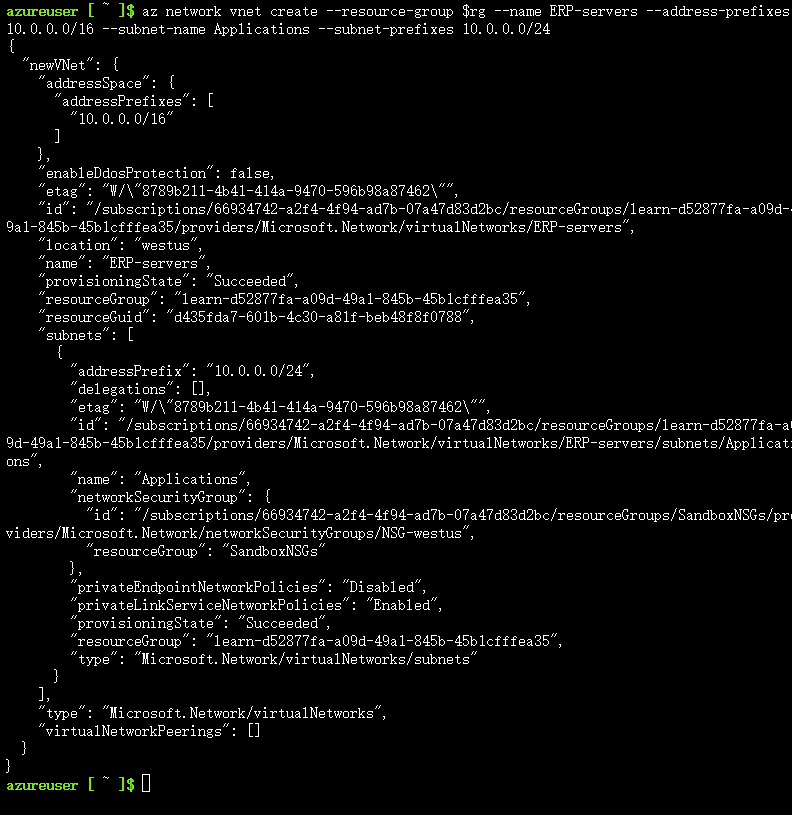 azureuser [ ~ ]$ az network vnet create --resource-group $rg --name ERP-servers --address-prefixes
10.0.0.0/16 --subnet-name Applications --subnet-prefixes 10.0.0.0/24
{
  "newVNet": {
    "addressSpace": {
      "addressPrefixes": [
        "10.0.0.0/16"
      ]
    },
    "enableDdosProtection": false,
    "etag": "W/\"8789b211-4b41-414a-9470-596b98a87462\"",
    "id": "/subscriptions/66934742-a2f4-4f94-ad7b-07a47d83d2bc/resourceGroups/learn-d52877fa-a09d-4
9a1-845b-45b1cfffea35/providers/Microsoft.Network/virtualNetworks/ERP-servers",
    "location": "westus",
    "name": "ERP-servers",
    "provisioningState": "Succeeded",
    "resourceGroup": "learn-d52877fa-a09d-49a1-845b-45b1cfffea35",
    "resourceGuid": "d435fda7-601b-4c30-a81f-beb48f8f0788",
    "subnets": [
      {
        "addressPrefix": "10.0.0.0/24",
        "delegations": [],
        "etag": "W/\"8789b211-4b41-414a-9470-596b98a87462\"",
        "id": "/subscriptions/66934742-a2f4-4f94-ad7b-07a47d83d2bc/resourceGroups/learn-d52877fa-a0
9d-49a1-845b-45b1cfffea35/providers/Microsoft.Network/virtualNetworks/ERP-servers/subnets/Applicati
ons",
        "name": "Applications",
        "networkSecurityGroup": {
          "id": "/subscriptions/66934742-a2f4-4f94-ad7b-07a47d83d2bc/resourceGroups/SandboxNSGs/pro
viders/Microsoft.Network/networkSecurityGroups/NSG-westus",
          "resourceGroup": "SandboxNSGs"
        },
        "privateEndpointNetworkPolicies": "Disabled",
        "privateLinkServiceNetworkPolicies": "Enabled",
        "provisioningState": "Succeeded",
        "resourceGroup": "learn-d52877fa-a09d-49a1-845b-45b1cfffea35",
        "type": "Microsoft.Network/virtualNetworks/subnets"
      }
    ],
    "type": "Microsoft.Network/virtualNetworks",
    "virtualNetworkPeerings": []
  }
}
azureuser [ ~ ]$